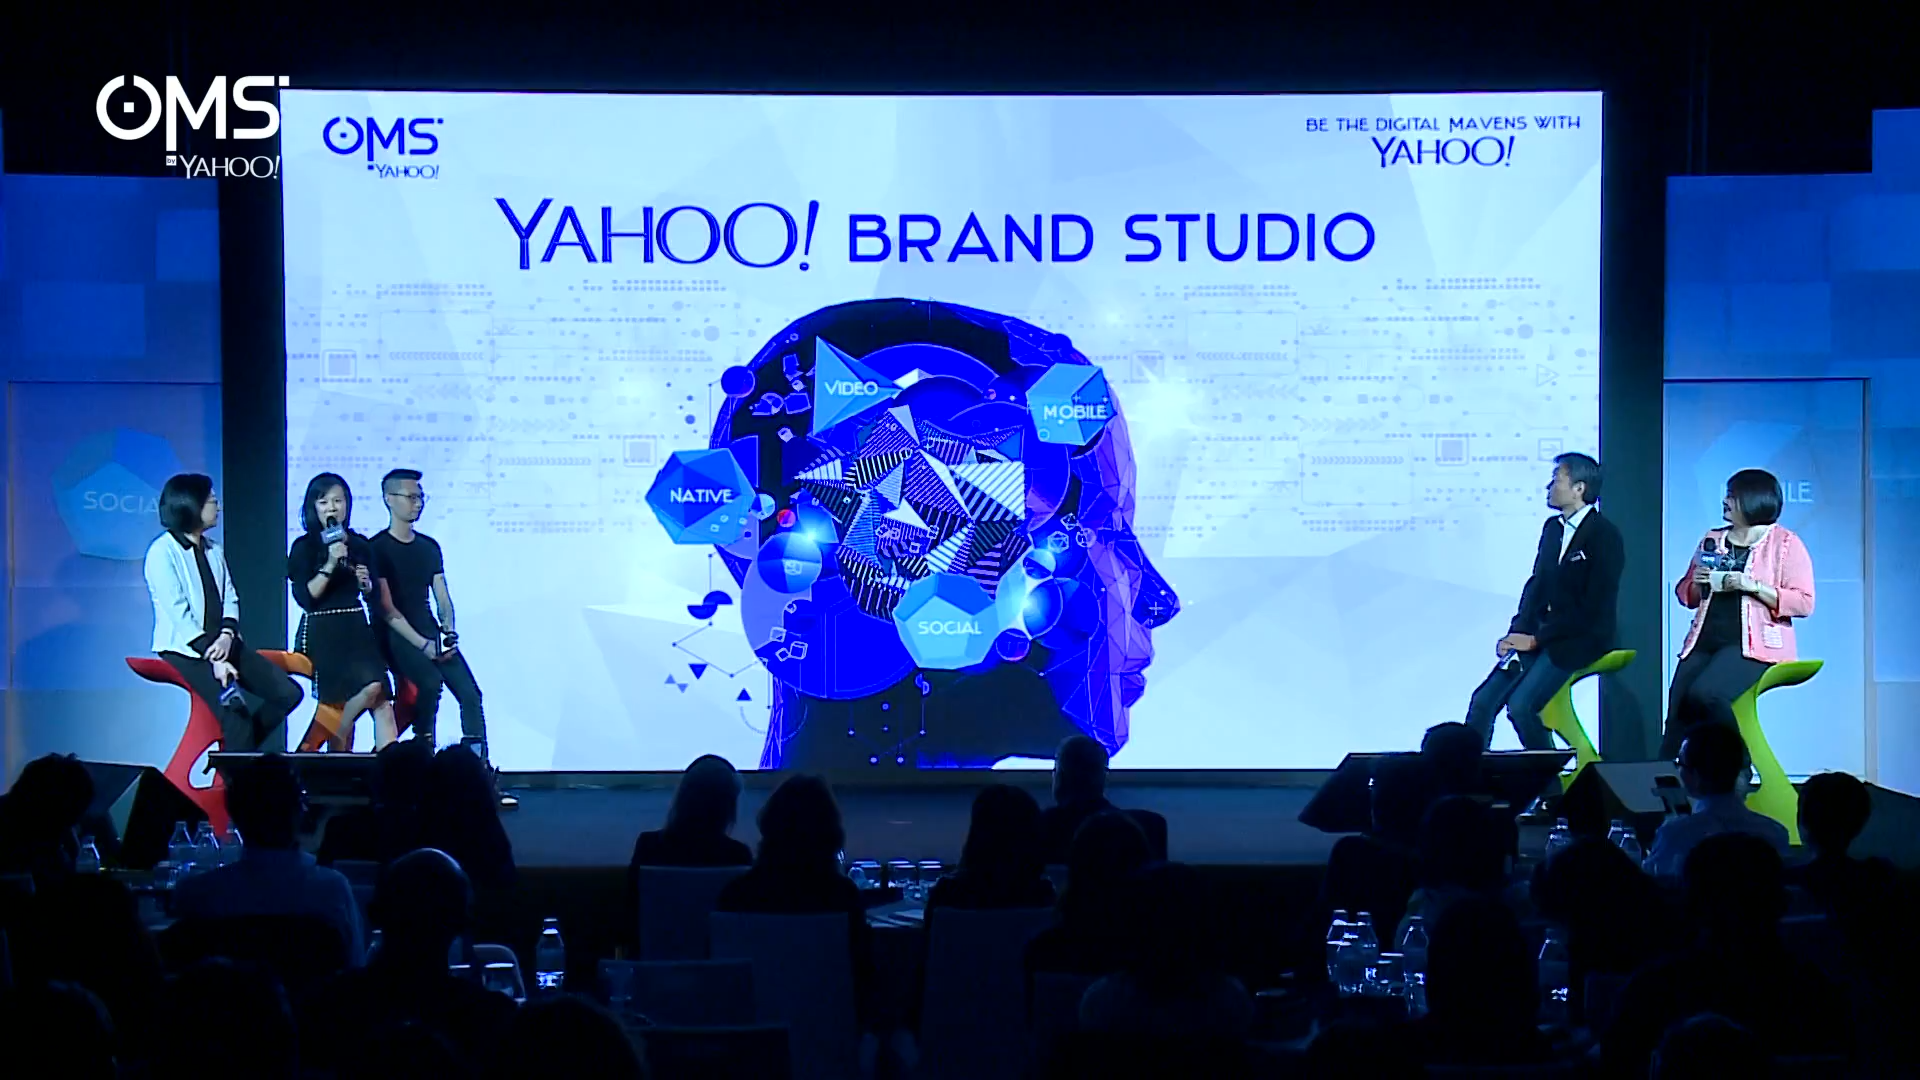 OMS
by YAHOO!
OMS
by YAHOO!
BE THE DIGITAL MAVENS WITH
YAHOO!
YAHOO! BRAND STUDIO
VIDEO
MOBILE
NATIVE
SOCIAL